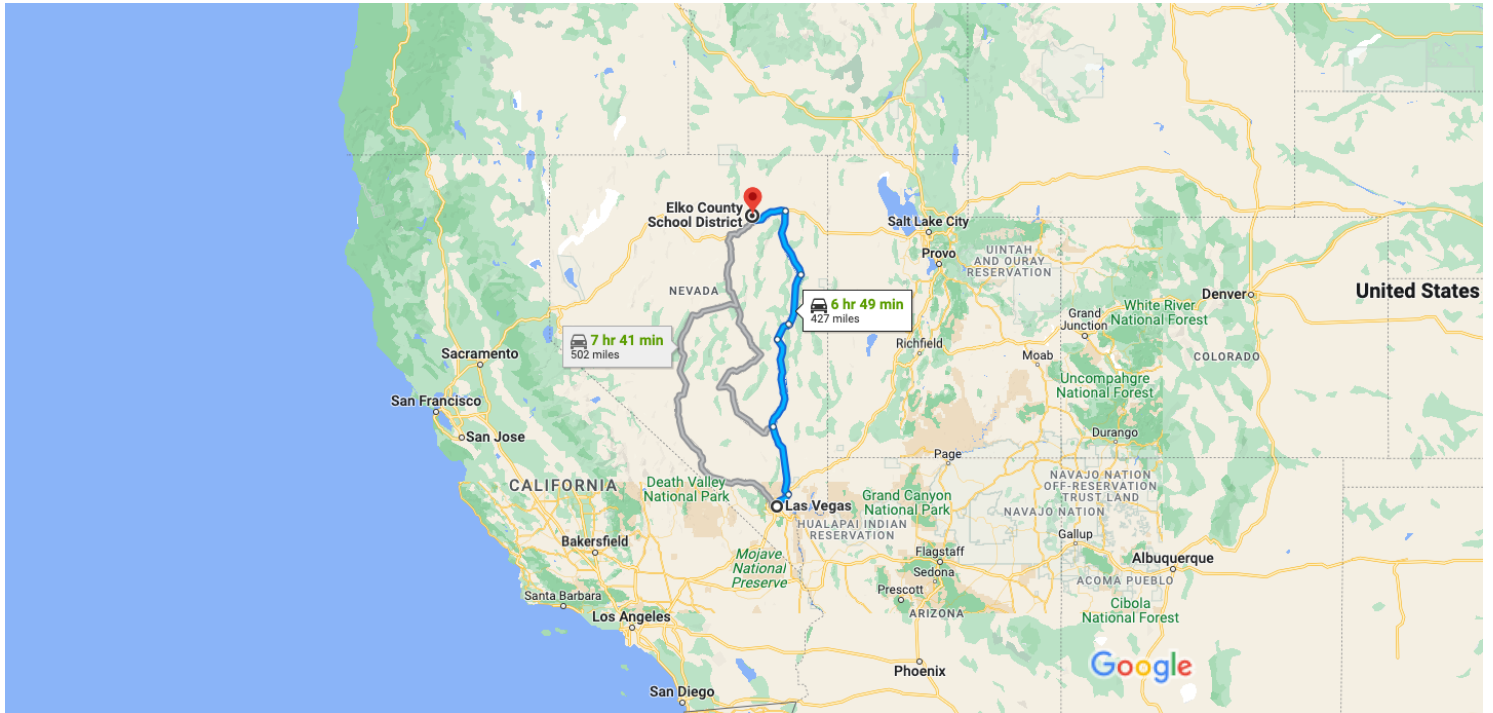 Elko County
School District
Salt Lake City
Provo
UINTAH
AND OURAY
RESERVATION
NEVADA
6 hr 49 min
427 miles
7 hr 41 min
502 miles
Denver
United States
White River
National Forest
Grand
Junction
Richfield
Moab
COLORADO
Sacramento
Uncompahgre
National Forest
San Francisco
San Jose
Durango
Page
CALIFORNIA
Death Valley
National Park
Las Vegas
Grand Canyon
National Park
NAVAJO NATION
OFF-RESERVATION
TRUST LAND
NAVAJO NATION
HUALAPAI INDIAN
RESERVATION
Bakersfield
Mojave
National
Preserve
Flagstaff
Sedona
Gallup
Albuquerque
ACOMA PUEBLO
Prescott
ARIZONA
Cibola
National Forest
Santa Barbara
Los Angeles
Phoenix
Google
San Diego